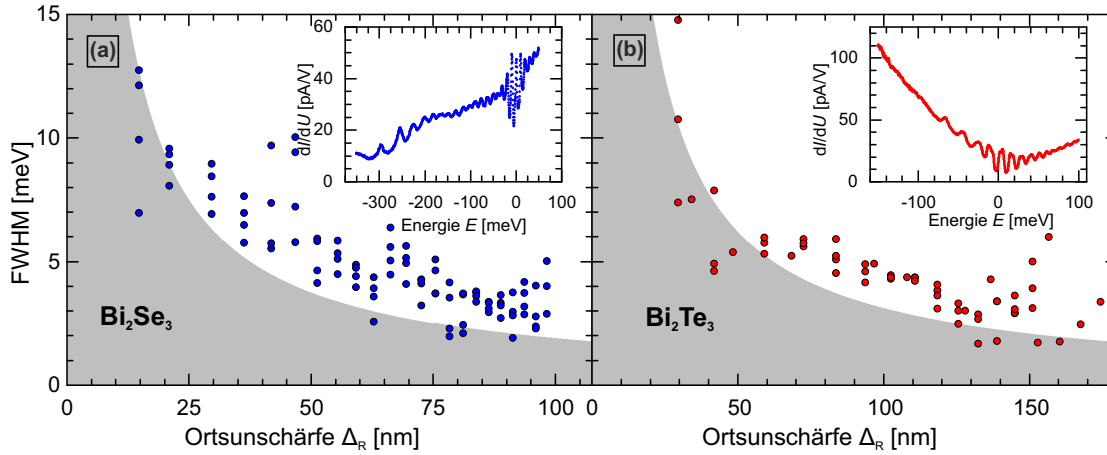 (a)
Bi₂Se₃
FWHM [meV]
15
10
5
0
0 25 50 75 100
Ortsunschärfe Δ_R [nm]
dI/dU [pA/V]
60
40
20
0
-300 -200 -100 0 100
Energie E [meV]
(b)
Bi₂Te₃
0 50 100 150
Ortsunschärfe Δ_R [nm]
dI/dU [pA/V]
100
50
0
-100 0 100
Energie E [meV]